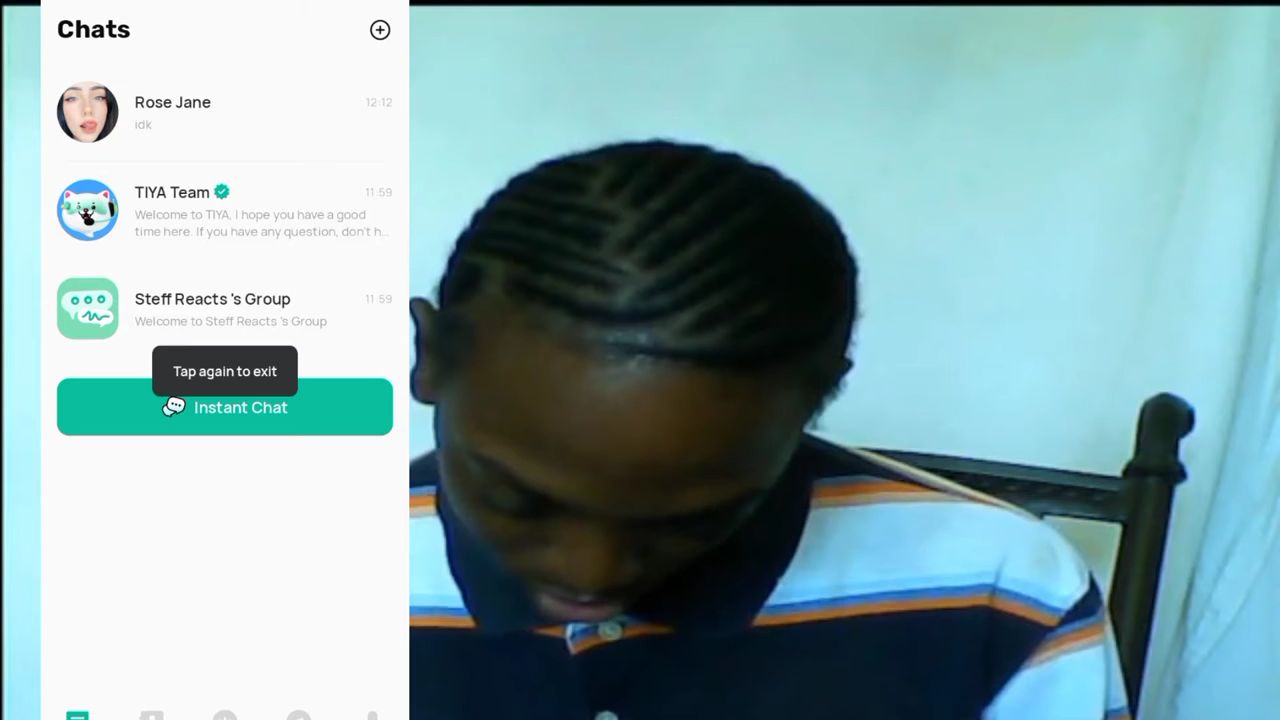 Chats
Rose Jane
12:12
idk
TIYA Team
11:59
Welcome to TIYA, I hope you have a good
time here. If you have any question, don't h...
Steff Reacts 's Group
11:59
Welcome to Steff Reacts 's Group
Tap again to exit
Instant Chat